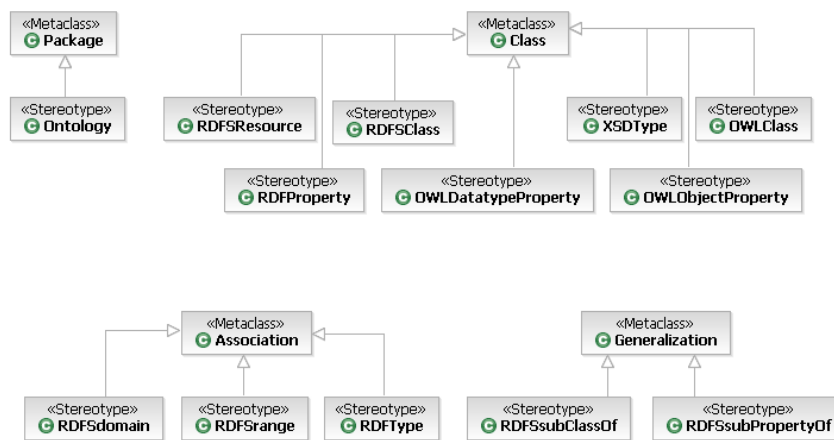 «Metaclass»
Package
«Metaclass»
Class
«Stereotype»
Ontology
«Stereotype»
RDFSResource
«Stereotype»
RDFSClass
«Stereotype»
XSDType
«Stereotype»
OWLClass
«Stereotype»
RDFProperty
«Stereotype»
OWLDatatypeProperty
«Stereotype»
OWLObjectProperty
«Metaclass»
Association
«Metaclass»
Generalization
«Stereotype»
RDFSdomain
«Stereotype»
RDFSrange
«Stereotype»
RDFType
«Stereotype»
RDFSsubClassOf
«Stereotype»
RDFSsubPropertyOf